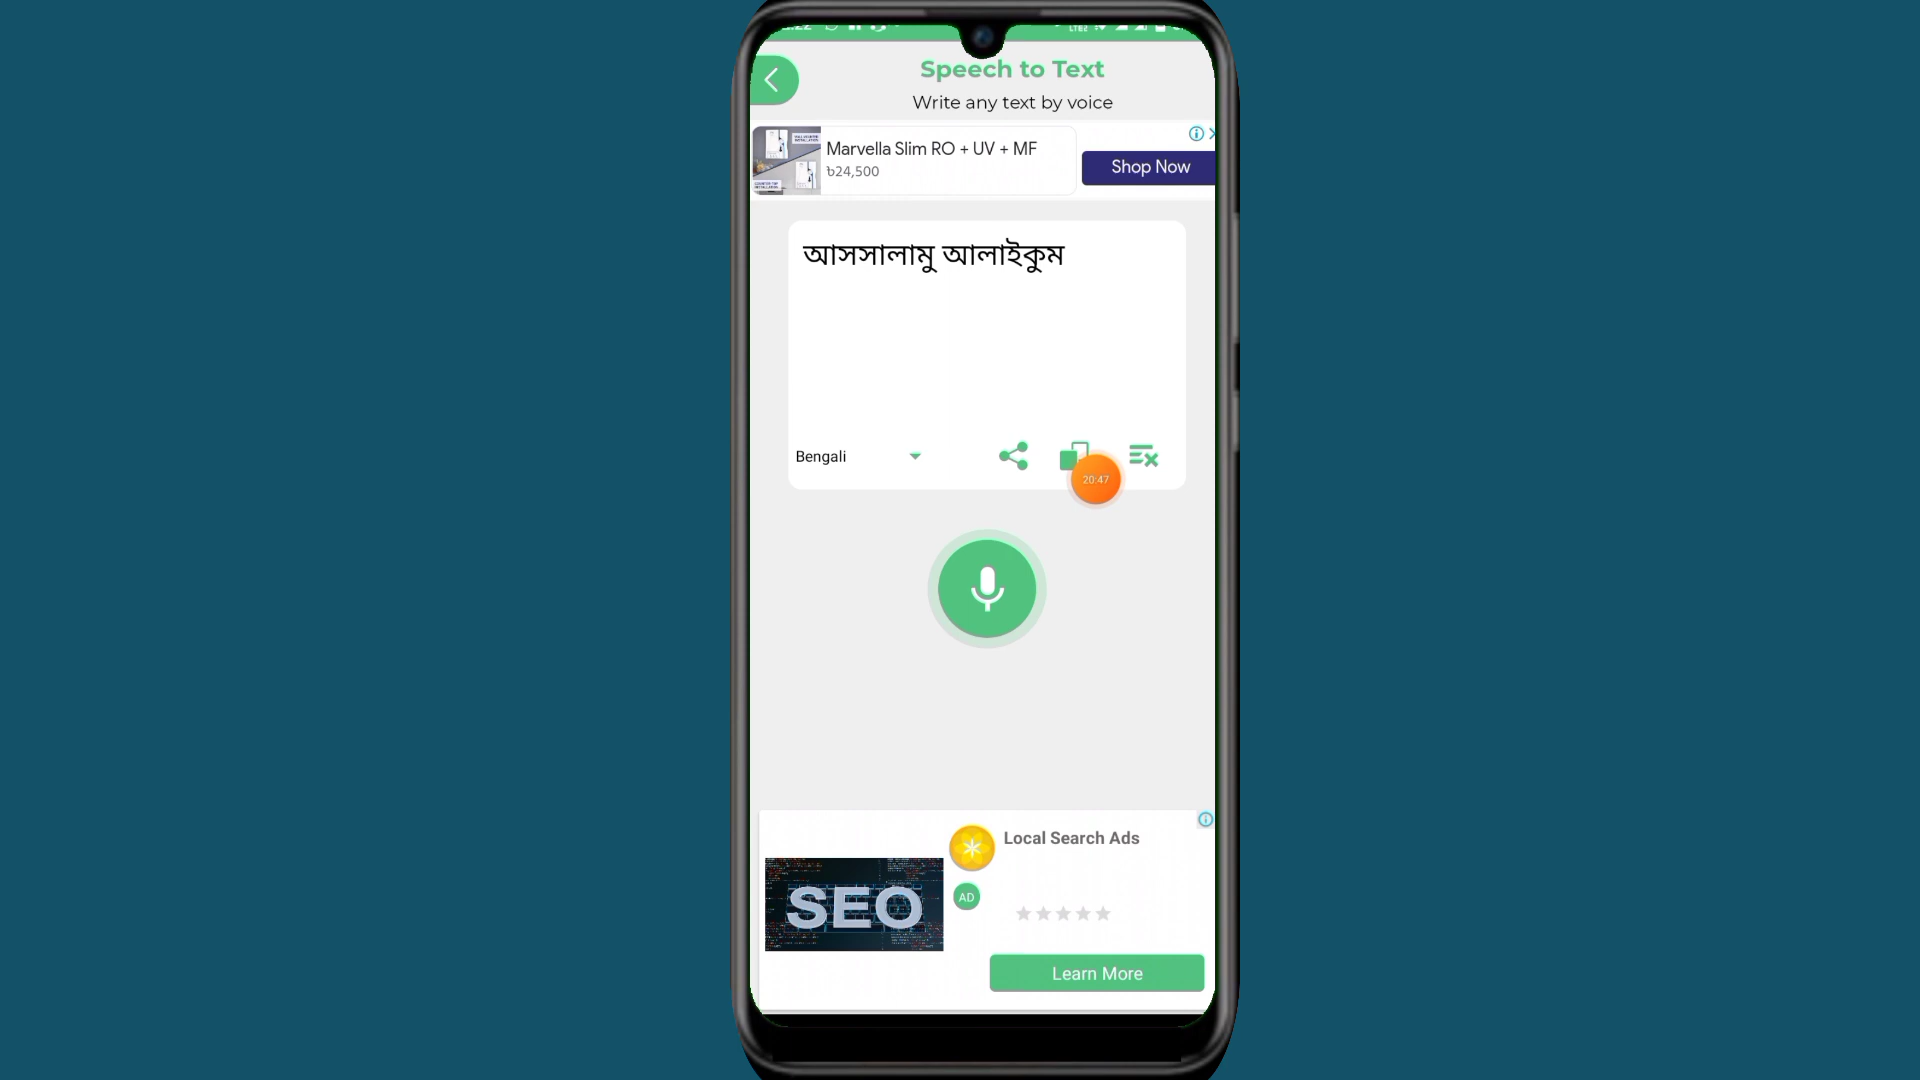 Speech to Text
Write any text by voice
Marvella Slim RO + UV + MF
৳24,500
Shop Now
আসসালামু আলাইকুম
Bengali
20:47
Local Search Ads
SEO
AD
Learn More